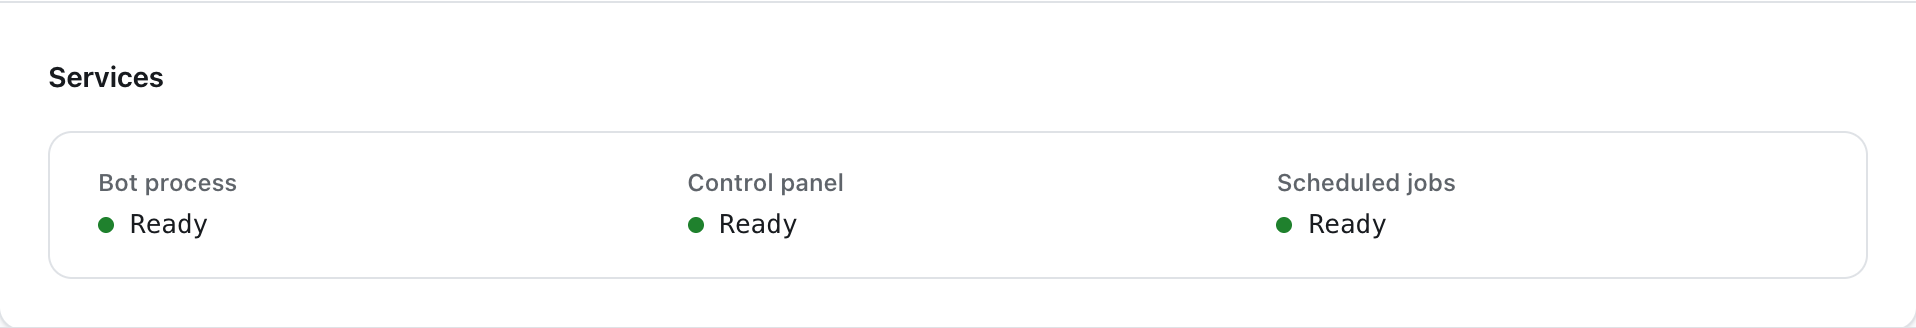 Services
Bot process
Ready
Control panel
Ready
Scheduled jobs
Ready